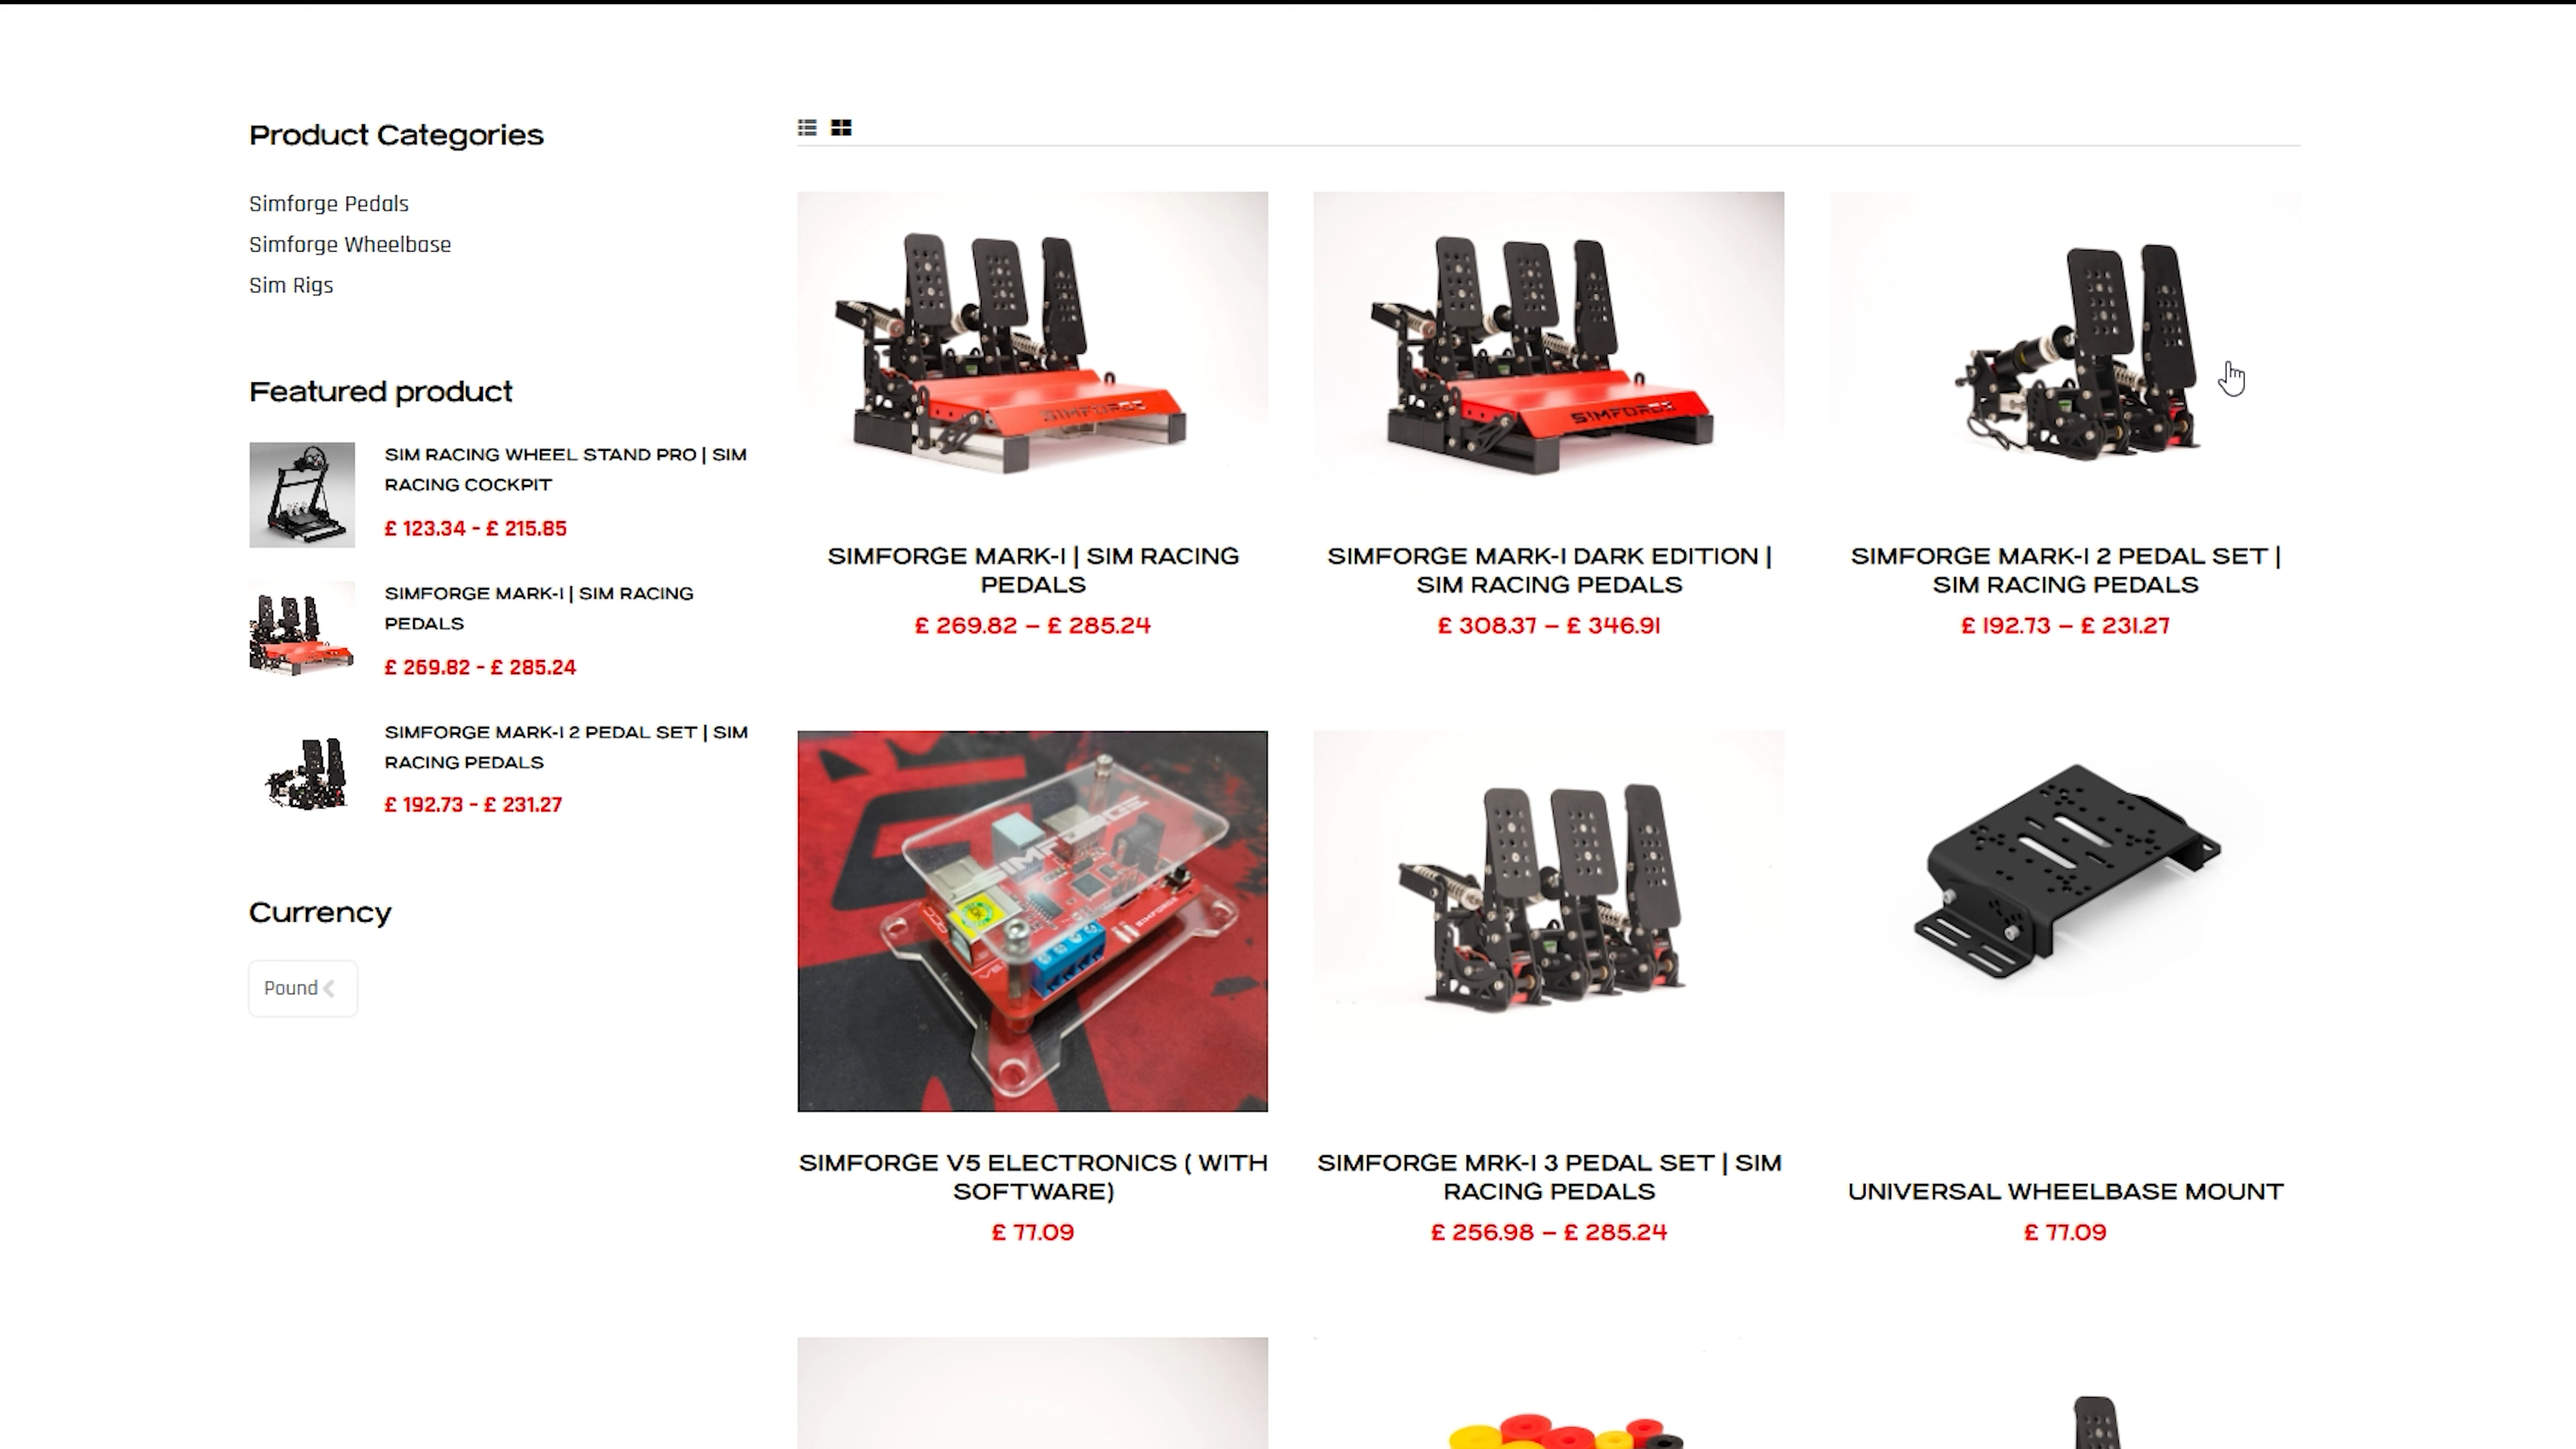 Product Categories
Simforge Pedals
Simforge Wheelbase
Sim Rigs
Featured product
SIM RACING WHEEL STAND PRO | SIM
RACING COCKPIT
£ 123.34 - £ 215.85
SIMFORGE MARK-I | SIM RACING
PEDALS
£ 269.82 - £ 285.24
SIMFORGE MARK-I 2 PEDAL SET | SIM
RACING PEDALS
£ 192.73 - £ 231.27
Currency
Pound
SIMFORGE
SIMFORGE
SIMFORGE MARK-I | SIM RACING
PEDALS
£ 269.82 – £ 285.24
SIMFORGE MARK-I DARK EDITION |
SIM RACING PEDALS
£ 308.37 – £ 346.91
SIMFORGE MARK-I 2 PEDAL SET |
SIM RACING PEDALS
£ 192.73 – £ 231.27
SIMFORGE
SIMFORGE
SIMFORGE V5 ELECTRONICS ( WITH
SOFTWARE)
£ 77.09
SIMFORGE MRK-I 3 PEDAL SET | SIM
RACING PEDALS
£ 256.98 – £ 285.24
UNIVERSAL WHEELBASE MOUNT
£ 77.09